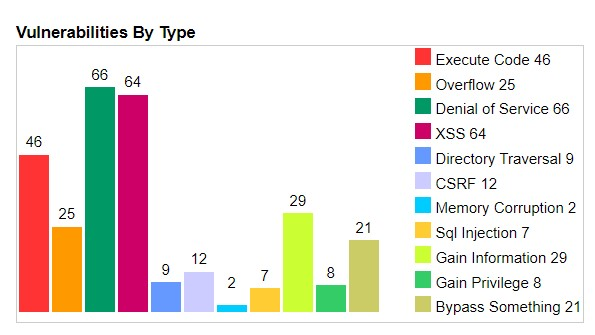 Vulnerabilities By Type
46
25
66
64
9
12
2
7
29
8
21
Execute Code 46
Overflow 25
Denial of Service 66
XSS 64
Directory Traversal 9
CSRF 12
Memory Corruption 2
Sql Injection 7
Gain Information 29
Gain Privilege 8
Bypass Something 21